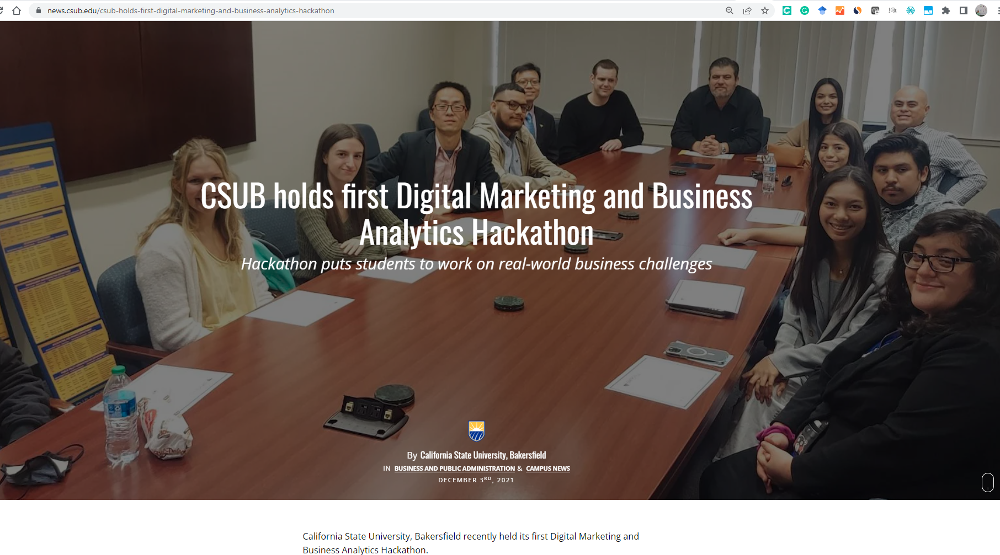 news.csub.edu/csub-holds-first-digital-marketing-and-business-analytics-hackathon
CSUB holds first Digital Marketing and Business
Analytics Hackathon
Hackathon puts students to work on real-world business challenges
By California State University, Bakersfield
IN BUSINESS AND PUBLIC ADMINISTRATION & CAMPUS NEWS
DECEMBER 3RD, 2021
California State University, Bakersfield recently held its first Digital Marketing and
Business Analytics Hackathon.